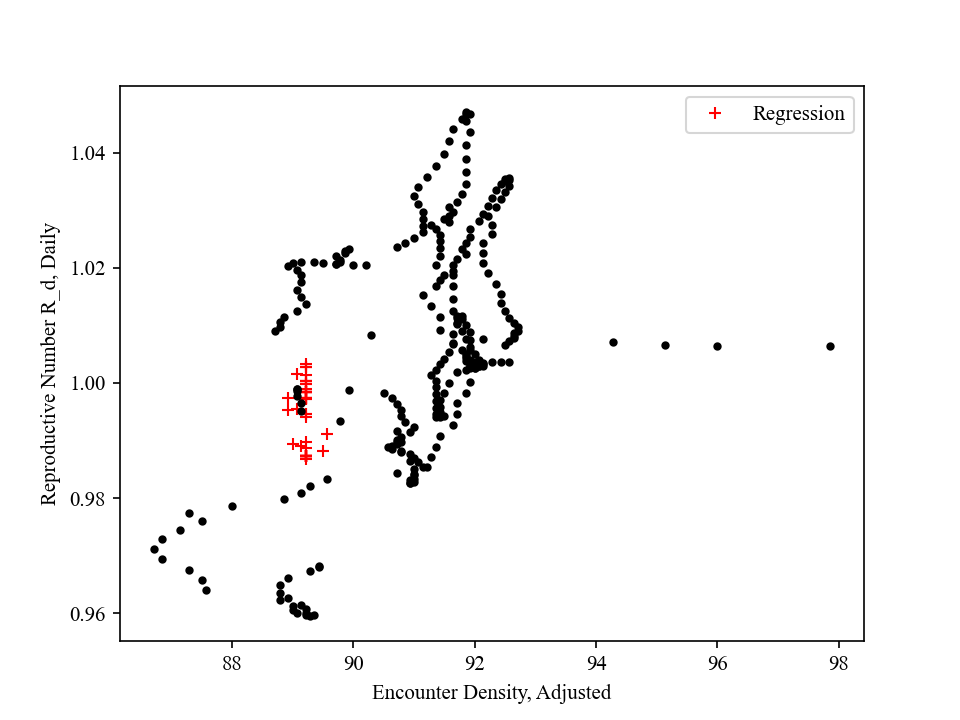 Regression
1.04
1.02
1.00
0.98
0.96
Reproductive Number R_d, Daily
88 90 92 94 96 98
Encounter Density, Adjusted